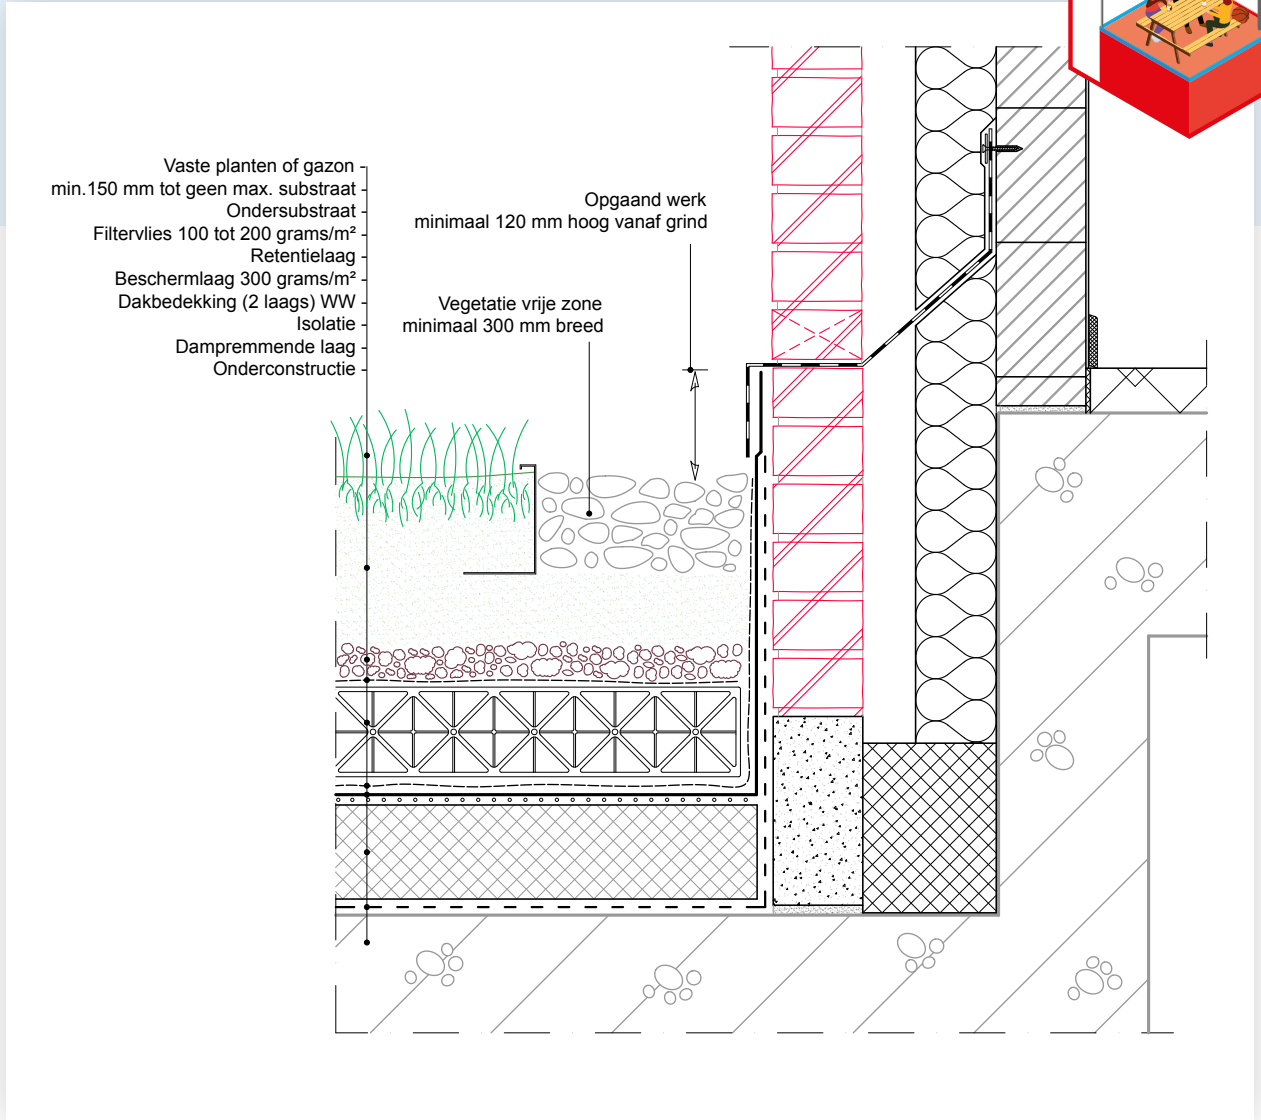 Vaste planten of gazon
min.150 mm tot geen max. substraat
Ondersubstraat
Filtervlies 100 tot 200 grams/m²
Retentielaag
Beschermlaag 300 grams/m²
Dakbedekking (2 laags) WW
Isolatie
Dampremmende laag
Onderconstructie
Opgaand werk
minimaal 120 mm hoog vanaf grind
Vegetatie vrije zone
minimaal 300 mm breed